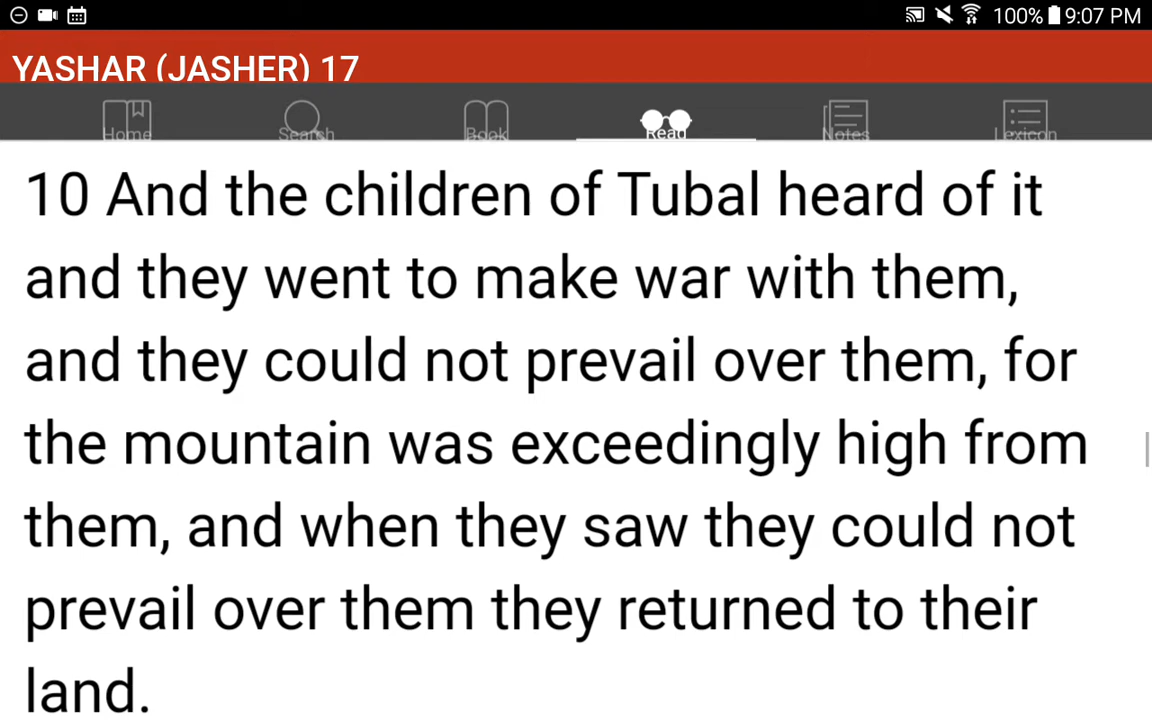 100% 9:07 PM
YASHAR (JASHER) 17
Home Search Book Read Notes Lexicon
10 And the children of Tubal heard of it
and they went to make war with them,
and they could not prevail over them, for
the mountain was exceedingly high from
them, and when they saw they could not
prevail over them they returned to their
land.